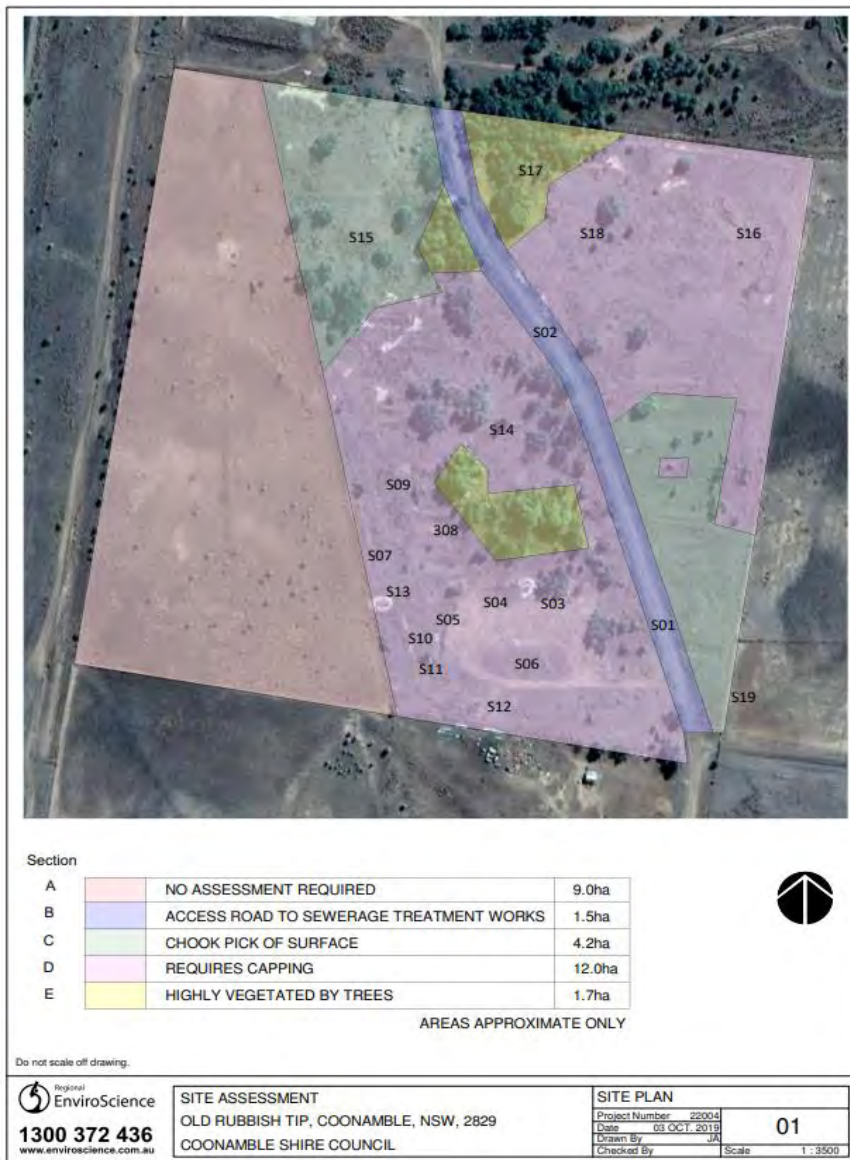 S17
S15
S18
S16
S02
S14
S09
308
S07
S13
S04
S03
S05
S01
S10
S11
S06
S19
S12
Section
A NO ASSESSMENT REQUIRED 9.0ha
B ACCESS ROAD TO SEWERAGE TREATMENT WORKS 1.5ha
C CHOOK PICK OF SURFACE 4.2ha
D REQUIRES CAPPING 12.0ha
E HIGHLY VEGETATED BY TREES 1.7ha
AREAS APPROXIMATE ONLY
Do not scale off drawing.
Regional
EnviroScience
1300 372 436
www.enviroscience.com.au
SITE ASSESSMENT
OLD RUBBISH TIP, COONAMBLE, NSW, 2829
COONAMBLE SHIRE COUNCIL
SITE PLAN
Project Number 22004
Date 03 OCT. 2019
Drawn By JA
Checked By
01
Scale 1 : 3500